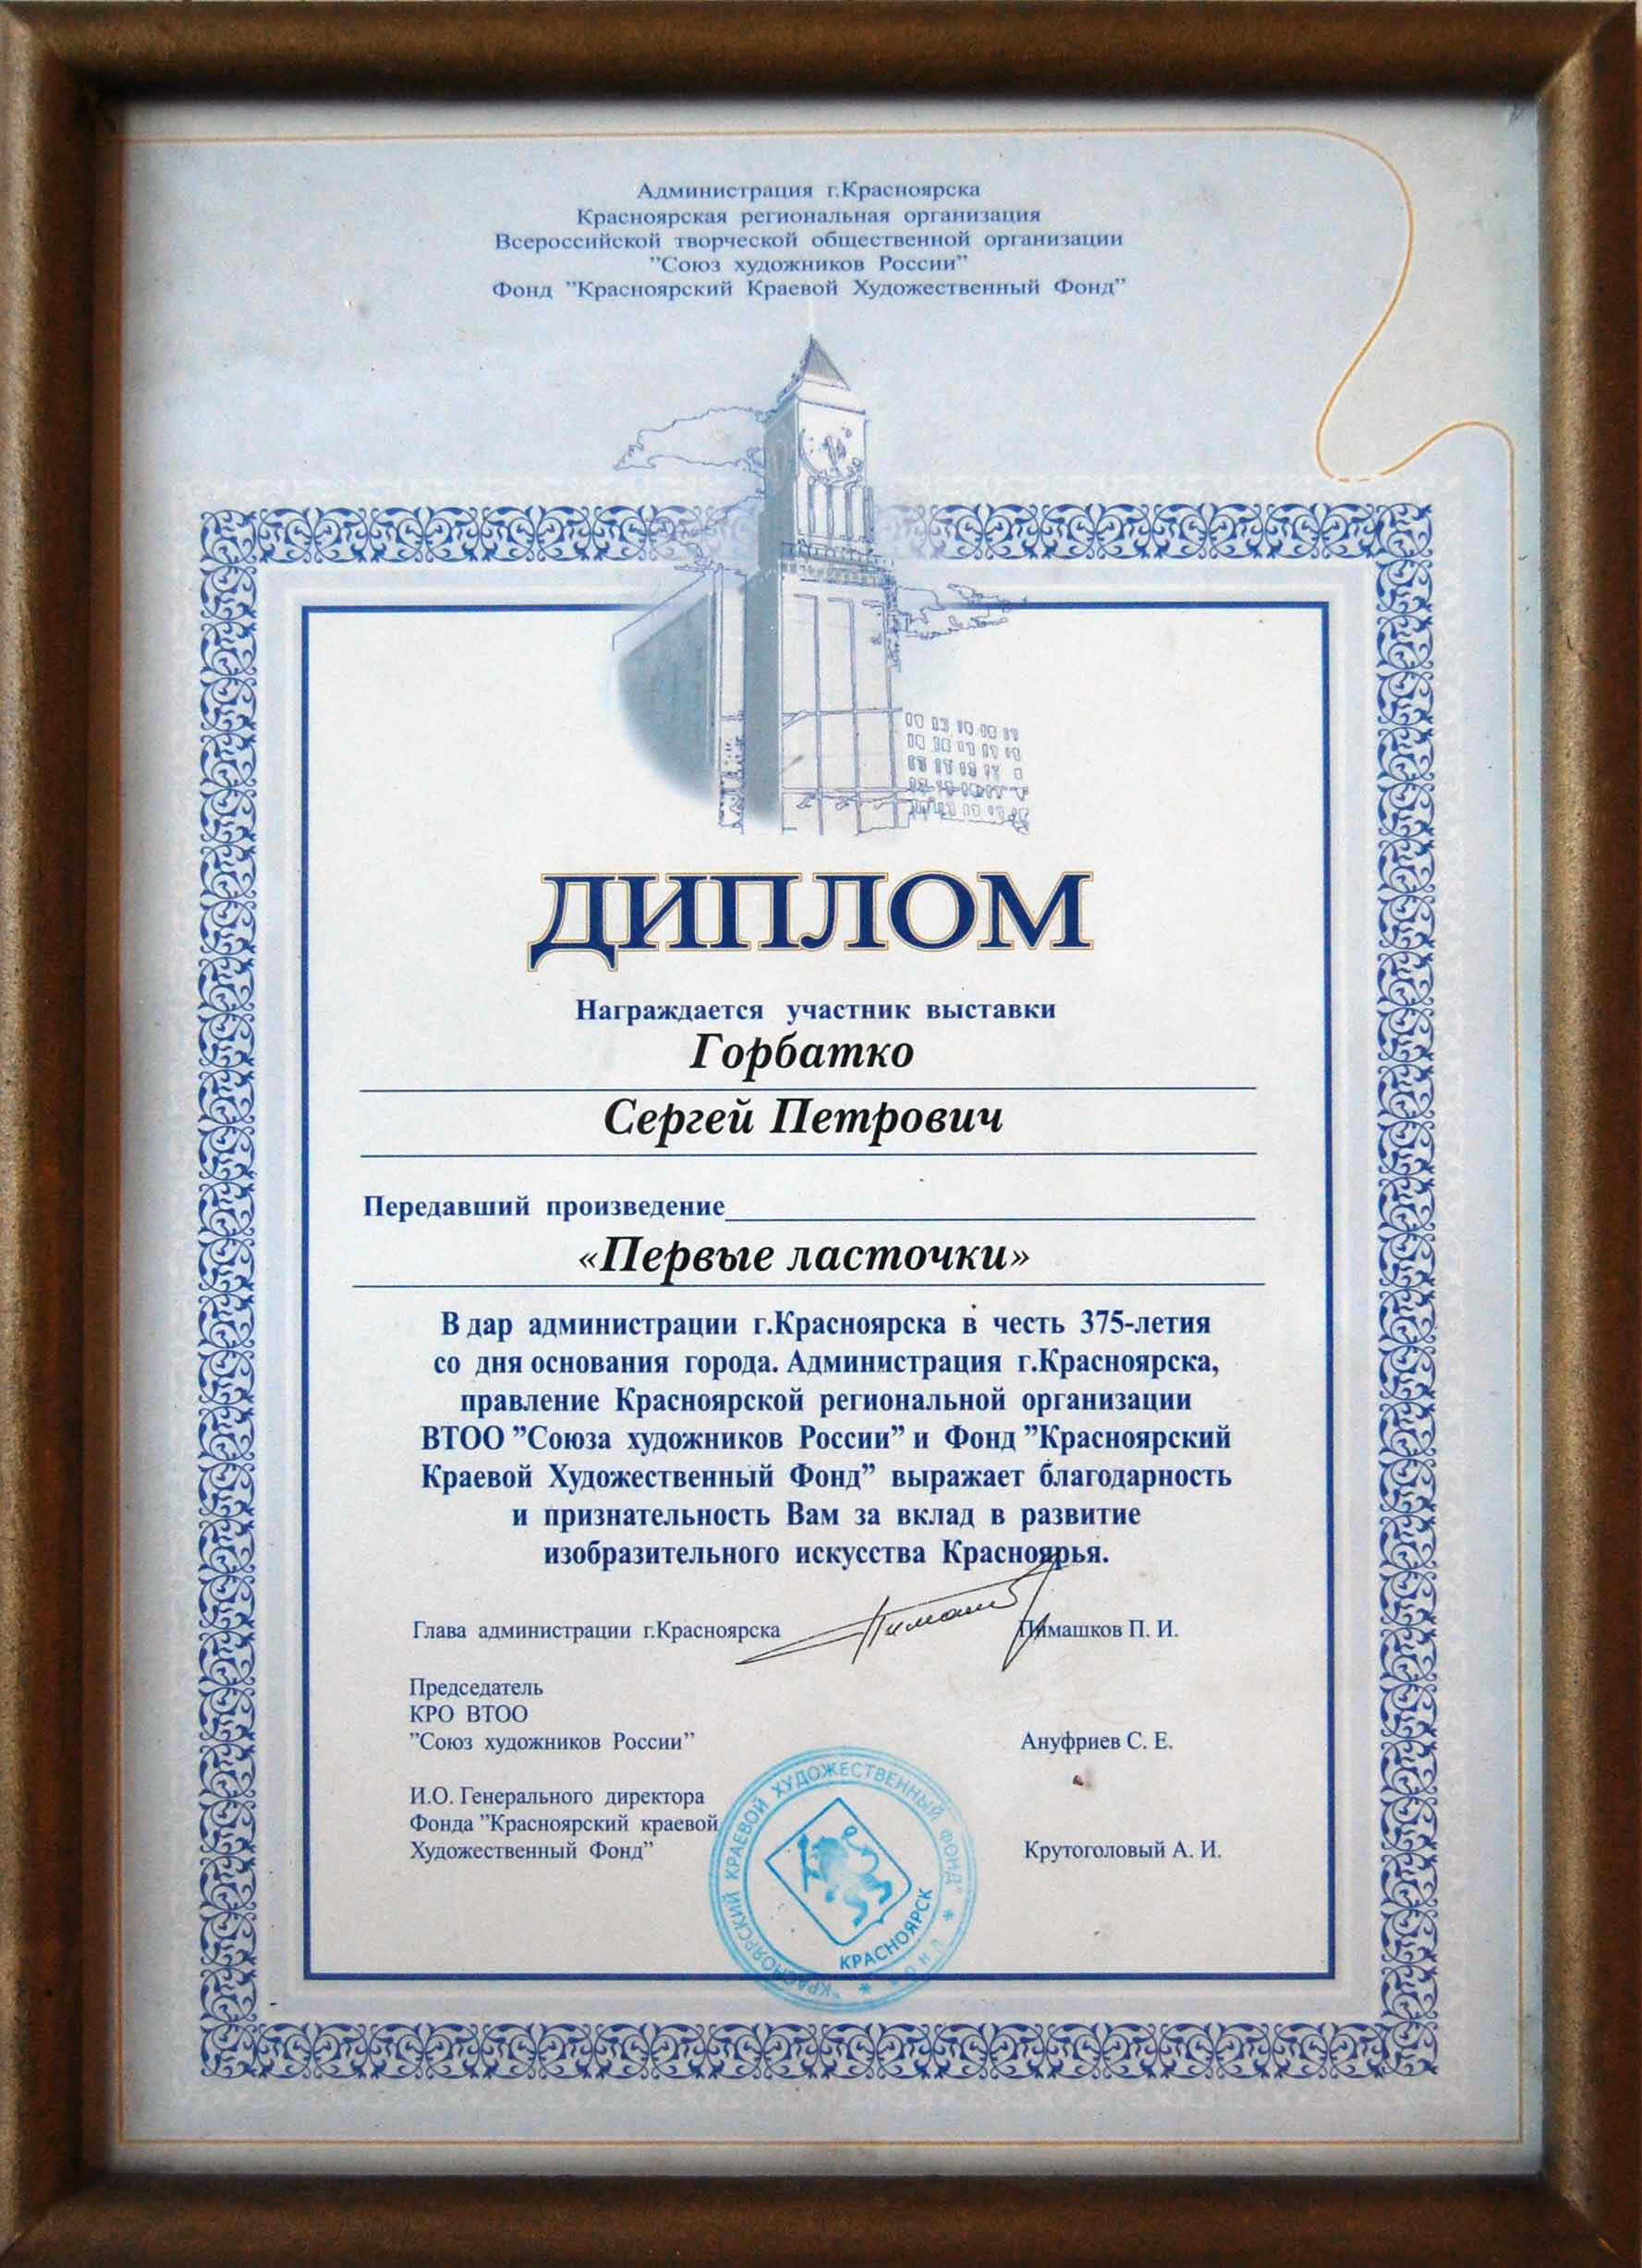 Администрация г.Красноярска
Красноярская региональная организация
Всероссийской творческой общественной организации
"Союз художников России"
Фонд "Красноярский Краевой Художественный Фонд"
ДИПЛОМ
Награждается участник выставки
Горбатко
Сергей Петрович
Передавший произведение
«Первые ласточки»
В дар администрации г.Красноярска в честь 375-летия
со дня основания города. Администрация г.Красноярска,
правление Красноярской региональной организации
ВТОО "Союза художников России" и Фонд "Красноярский
Краевой Художественный Фонд" выражает благодарность
и признательность Вам за вклад в развитие
изобразительного искусства Красноярья.
Глава администрации г.Красноярска Пимашков П. И.
Председатель
КРО ВТОО
"Союз художников России" Ануфриев С. Е.
И.О. Генерального директора
Фонда "Красноярский краевой
Художественный Фонд" Крутоголовый А. И.
"КРАСНОЯРСКИЙ КРАЕВОЙ ХУДОЖЕСТВЕННЫЙ ФОНД"
КРАСНОЯРСК